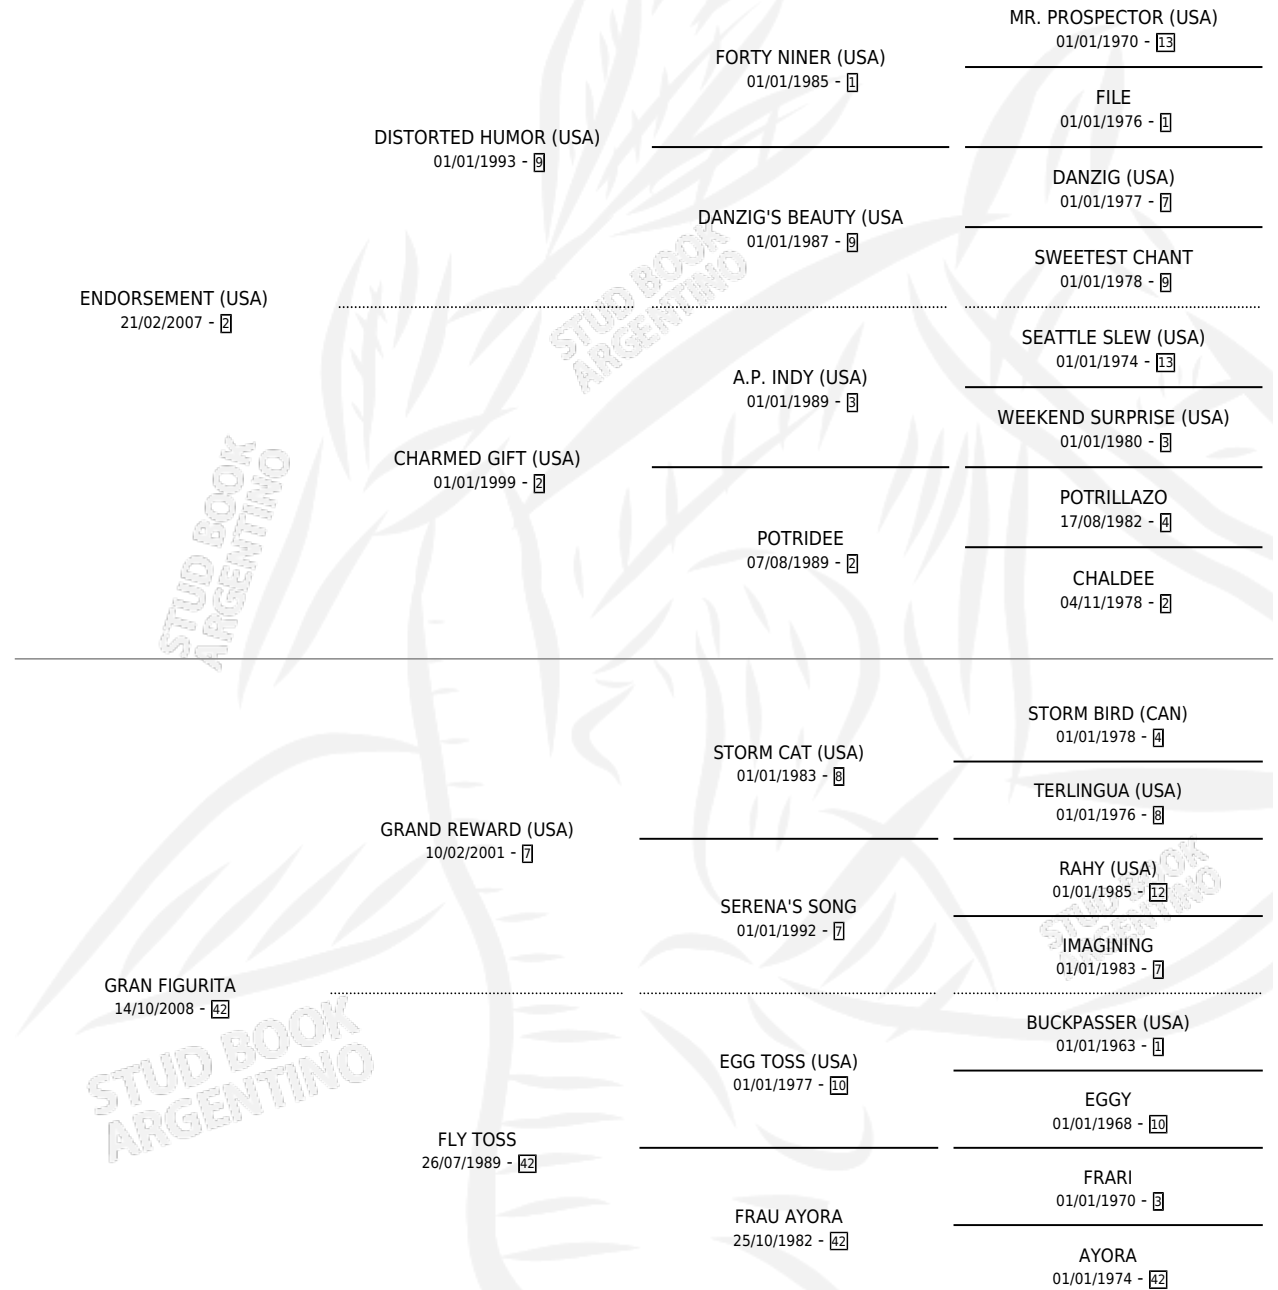 MR. PROSPECTOR (USA)
01/01/1970 - 13
FORTY NINER (USA)
01/01/1985 - 1
FILE
01/01/1976 - 1
DISTORTED HUMOR (USA)
01/01/1993 - 9
DANZIG (USA)
01/01/1977 - 7
DANZIG'S BEAUTY (USA
01/01/1987 - 9
SWEETEST CHANT
01/01/1978 - 9
ENDORSEMENT (USA)
21/02/2007 - 2
SEATTLE SLEW (USA)
01/01/1974 - 13
A.P. INDY (USA)
01/01/1989 - 3
WEEKEND SURPRISE (USA)
01/01/1980 - 3
CHARMED GIFT (USA)
01/01/1999 - 2
POTRILLAZO
17/08/1982 - 4
POTRIDEE
07/08/1989 - 2
CHALDEE
04/11/1978 - 2
STUD BOOK
ARGENTINO
STUD BOOK
ARGENTINO
STORM BIRD (CAN)
01/01/1978 - 4
STORM CAT (USA)
01/01/1983 - 8
TERLINGUA (USA)
01/01/1976 - 8
GRAND REWARD (USA)
10/02/2001 - 7
RAHY (USA)
01/01/1985 - 12
SERENA'S SONG
01/01/1992 - 7
IMAGINING
01/01/1983 - 7
GRAN FIGURITA
14/10/2008 - 42
BUCKPASSER (USA)
01/01/1963 - 1
EGG TOSS (USA)
01/01/1977 - 10
EGGY
01/01/1968 - 10
FLY TOSS
26/07/1989 - 42
FRARI
01/01/1970 - 3
FRAU AYORA
25/10/1982 - 42
AYORA
01/01/1974 - 42
STUD BOOK
ARGENTINO
STUD BOOK
ARGENTINO